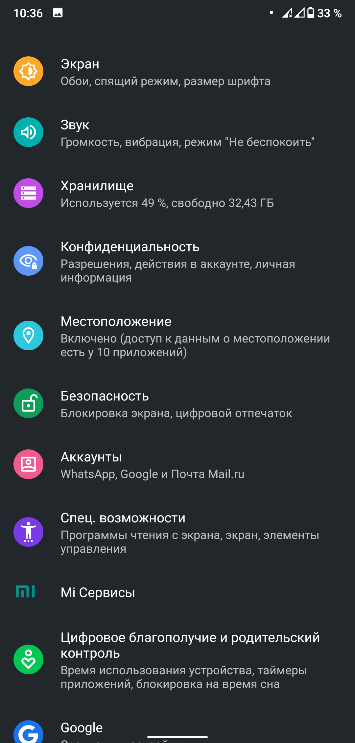 10:36 33 %
Экран
Обои, спящий режим, размер шрифта
Звук
Громкость, вибрация, режим "Не беспокоить"
Хранилище
Используется 49 %, свободно 32,43 ГБ
Конфиденциальность
Разрешения, действия в аккаунте, личная
информация
Местоположение
Включено (доступ к данным о местоположении
есть у 10 приложений)
Безопасность
Блокировка экрана, цифровой отпечаток
Аккаунты
WhatsApp, Google и Почта Mail.ru
Спец. возможности
Программы чтения с экрана, экран, элементы
управления
Mi Сервисы
Цифровое благополучие и родительский
контроль
Время использования устройства, таймеры
приложений, блокировка на время сна
Google